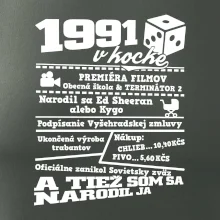 1991
v kocke
PREMIÉRA FILMOV
Obecná škola & TERMINÁTOR 2
Narodil sa Ed Sheeran
alebo Kygo
Podpísanie Vyšehradskej zmluvy
Ukončená výroba
trabantov
Nákup:
CHLIEB... 10,40KČS
PIVO... 5,60KČS
Oficiálne zanikol Sovietsky zväz
A TIEŽ SOM SA
NARODIL JA